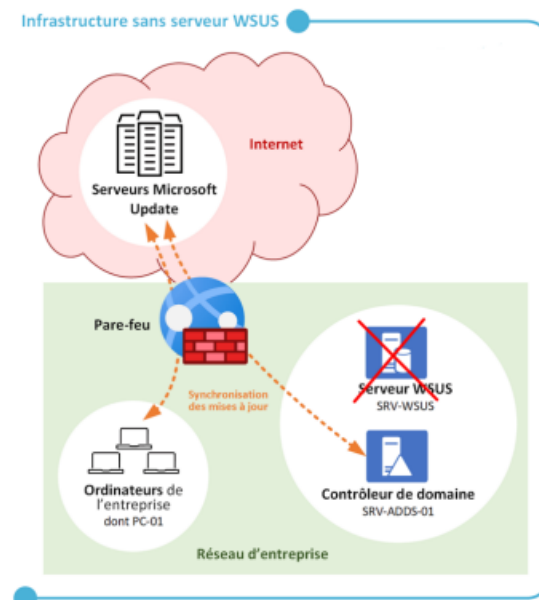 Infrastructure sans serveur WSUS
Internet
Serveurs Microsoft
Update
Pare-feu
Synchronisation
des mises à jour
Serveur WSUS
SRV-WSUS
Ordinateurs de
l'entreprise
dont PC-01
Contrôleur de domaine
SRV-ADDS-01
Réseau d'entreprise